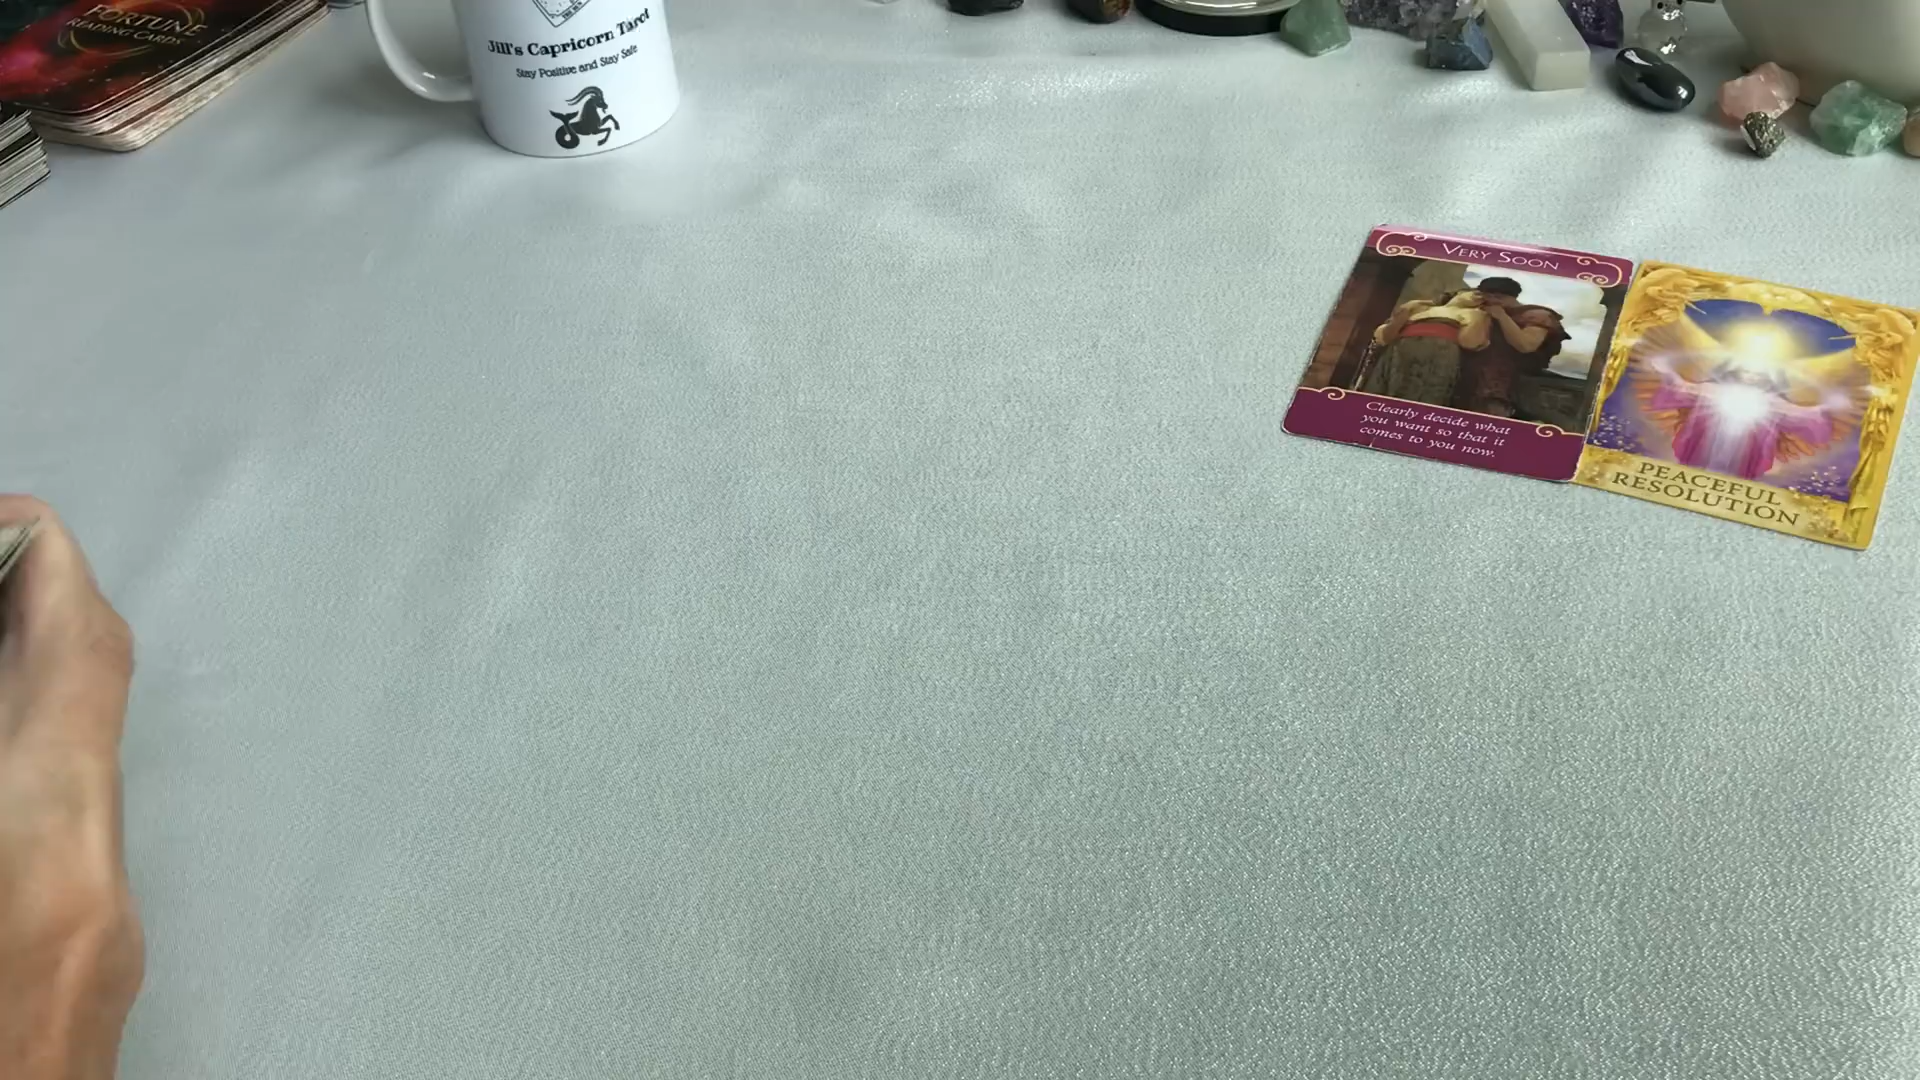 FORTUNE
READING CARDS
Jill's Capricorn Tarot
Stay Positive and Stay Safe
VERY SOON
Clearly decide what
you want so that it
comes to you now.
PEACEFUL
RESOLUTION